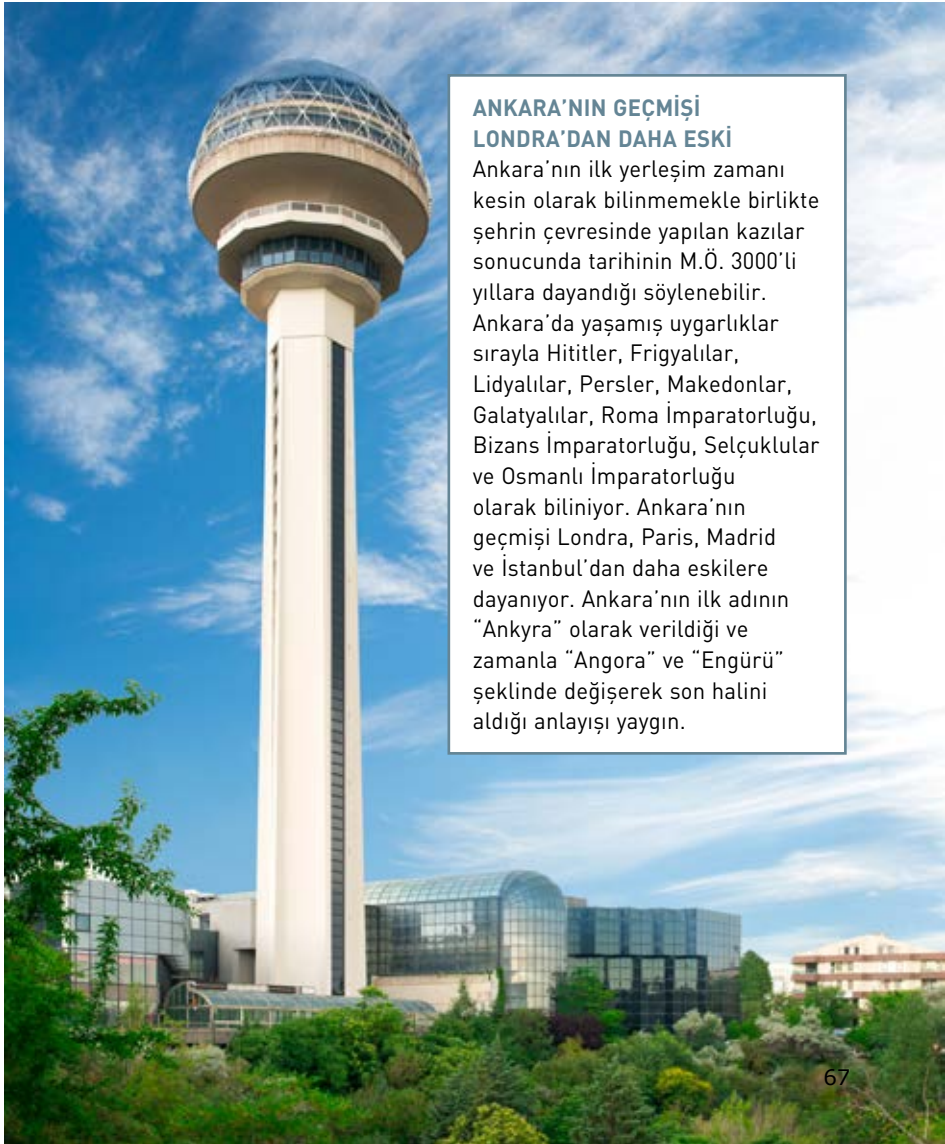 ANKARA’NIN GEÇMİŞİ
LONDRA’DAN DAHA ESKİ
Ankara’nın ilk yerleşim zamanı
kesin olarak bilinmemekle birlikte
şehrin çevresinde yapılan kazılar
sonucunda tarihinin M.Ö. 3000’li
yıllara dayandığı söylenebilir.
Ankara’da yaşamış uygarlıklar
sırayla Hititler, Frigyalılar,
Lidyalılar, Persler, Makedonlar,
Galatyalılar, Roma İmparatorluğu,
Bizans İmparatorluğu, Selçuklular
ve Osmanlı İmparatorluğu
olarak biliniyor. Ankara’nın
geçmişi Londra, Paris, Madrid
ve İstanbul’dan daha eskilere
dayanıyor. Ankara’nın ilk adının
“Ankyra” olarak verildiği ve
zamanla “Angora” ve “Engürü”
şeklinde değişerek son halini
aldığı anlayışı yaygın.
67